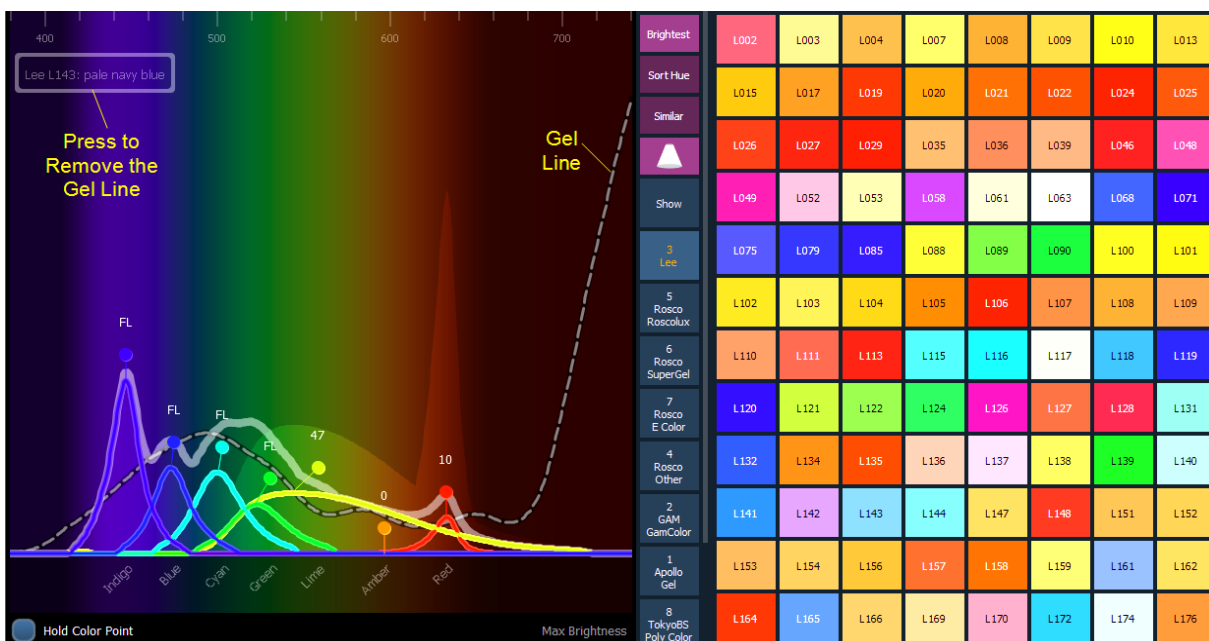 400 500 600 700
Lee L143: pale navy blue
Press to
Remove the
Gel Line
Gel
Line
FL
FL
FL
FL
47
0
10
Indigo
Blue
Cyan
Green
Lime
Amber
Red
Hold Color Point
Max Brightness
Brightest
Sort Hue
Similar
Show
3
Lee
5
Rosco
Roscolux
6
Rosco
SuperGel
7
Rosco
E Color
4
Rosco
Other
2
GAM
GamColor
1
Apollo
Gel
8
TokyoBS
Poly Color
L002 L003 L004 L007 L008 L009 L010 L013
L015 L017 L019 L020 L021 L022 L024 L025
L026 L027 L029 L035 L036 L039 L046 L048
L049 L052 L053 L058 L061 L063 L068 L071
L075 L079 L085 L088 L089 L090 L100 L101
L102 L103 L104 L105 L106 L107 L108 L109
L110 L111 L113 L115 L116 L117 L118 L119
L120 L121 L122 L124 L126 L127 L128 L131
L132 L134 L135 L136 L137 L138 L139 L140
L141 L142 L143 L144 L147 L148 L151 L152
L153 L154 L156 L157 L158 L159 L161 L162
L164 L165 L166 L169 L170 L172 L174 L176